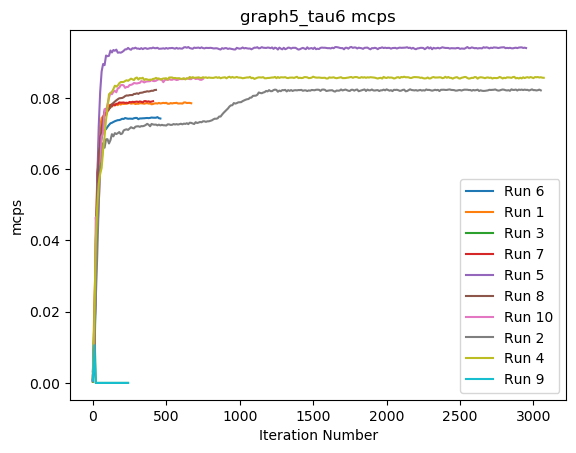 graph5_tau6 mcps
mcps
0.08
0.06
0.04
0.02
0.00
0
500
1000
1500
2000
2500
3000
Iteration Number
Run 6
Run 1
Run 3
Run 7
Run 5
Run 8
Run 10
Run 2
Run 4
Run 9